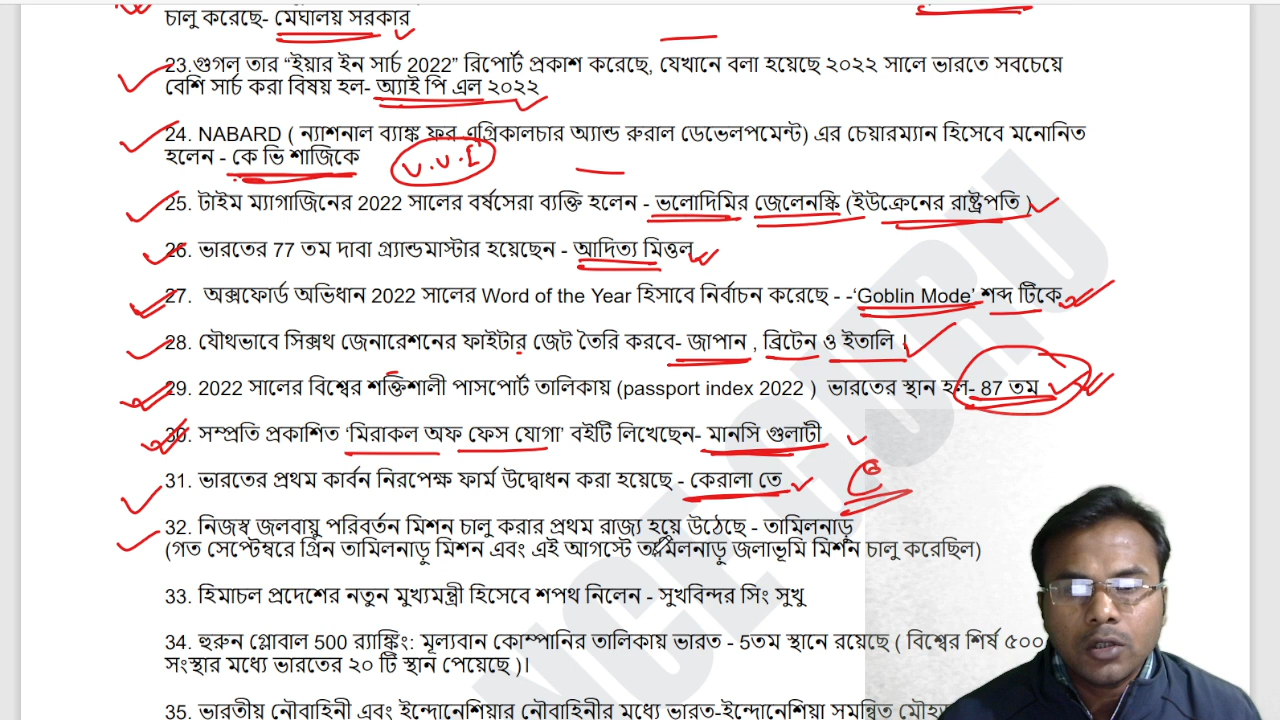 চালু করেছে- মেঘালয় সরকার
23.গুগল তার “ইয়ার ইন সার্চ 2022” রিপোর্ট প্রকাশ করেছে, যেখানে বলা হয়েছে ২০২২ সালে ভারতে সবচেয়ে
বেশি সার্চ করা বিষয় হল- অ্যাই পি এল ২০২২
24. NABARD ( ন্যাশনাল ব্যাঙ্ক ফর এগ্রিকালচার অ্যান্ড রুরাল ডেভেলপমেন্ট) এর চেয়ারম্যান হিসেবে মনোনিত
হলেন - কে ভি শাজিকে
V.V.I
25. টাইম ম্যাগাজিনের 2022 সালের বর্ষসেরা ব্যক্তি হলেন - ভলোদিমির জেলেনস্কি (ইউক্রেনের রাষ্ট্রপতি )
26. ভারতের 77 তম দাবা গ্র্যান্ডমাস্টার হয়েছেন - আদিত্য মিত্তল
27. অক্সফোর্ড অভিধান 2022 সালের Word of the Year হিসাবে নির্বাচন করেছে - -‘Goblin Mode’ শব্দ টিকে
28. যৌথভাবে সিক্সথ জেনারেশনের ফাইটার জেট তৈরি করবে- জাপান , ব্রিটেন ও ইতালি ।
29. 2022 সালের বিশ্বের শক্তিশালী পাসপোর্ট তালিকায় (passport index 2022 ) ভারতের স্থান হল- 87 তম
30. সম্প্রতি প্রকাশিত ‘মিরাকল অফ ফেস যোগা’ বইটি লিখেছেন- মানসি গুলাটী
31. ভারতের প্রথম কার্বন নিরপেক্ষ ফার্ম উদ্বোধন করা হয়েছে - কেরালা তে
32. নিজস্ব জলবায়ু পরিবর্তন মিশন চালু করার প্রথম রাজ্য হয়ে উঠেছে - তামিলনাড়ু
(গত সেপ্টেম্বরে গ্রিন তামিলনাড়ু মিশন এবং এই আগস্টে তামিলনাড়ু জলাভূমি মিশন চালু করেছিল)
33. হিমাচল প্রদেশের নতুন মুখ্যমন্ত্রী হিসেবে শপথ নিলেন - সুখবিন্দর সিং সুখু
34. হুরুন গ্লোবাল 500 র‍্যাঙ্কিং: মূল্যবান কোম্পানির তালিকায় ভারত - 5তম স্থানে রয়েছে ( বিশ্বের শির্ষ ৫০০
সংস্থার মধ্যে ভারতের ২০ টি স্থান পেয়েছে )।
35. ভারতীয় নৌবাহিনী এবং ইন্দোনেশিয়ার নৌবাহিনীর মধ্যে ভারত-ইন্দোনেশিয়া সমন্বিত